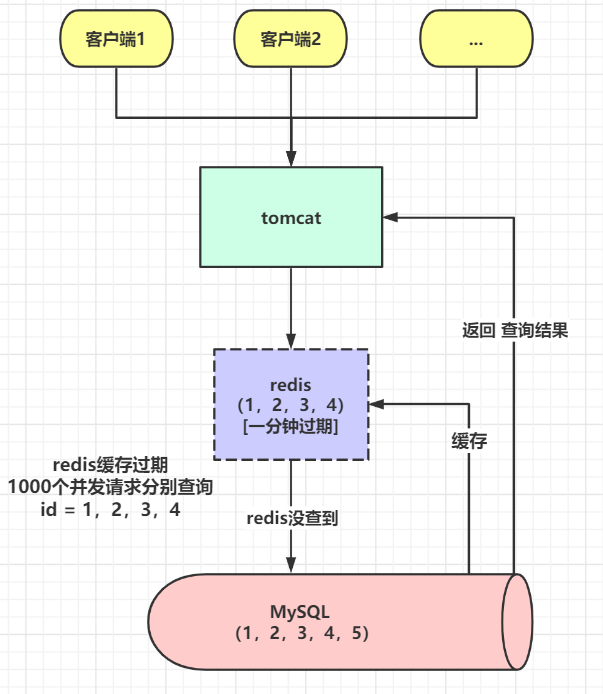 客户端1
客户端2
...
tomcat
返回 查询结果
redis
（1，2，3，4）
[一分钟过期]
缓存
redis缓存过期
1000个并发请求分别查询
id = 1，2，3，4
redis没查到
MySQL
（1，2，3，4，5）